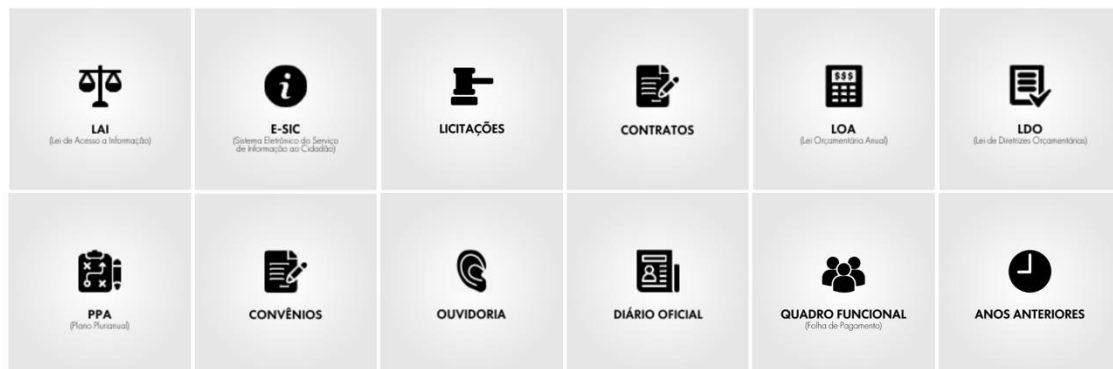 LAI
(Lei de Acesso a Informação)
E-SIC
(Sistema Eletrônico do Serviço
de Informação ao Cidadão)
LICITAÇÕES
CONTRATOS
$$$
LOA
(Lei Orçamentária Anual)
LDO
(Lei de Diretrizes Orçamentárias)
PPA
(Plano Plurianual)
CONVÊNIOS
OUVIDORIA
DIÁRIO OFICIAL
QUADRO FUNCIONAL
(Folha de Pagamento)
ANOS ANTERIORES